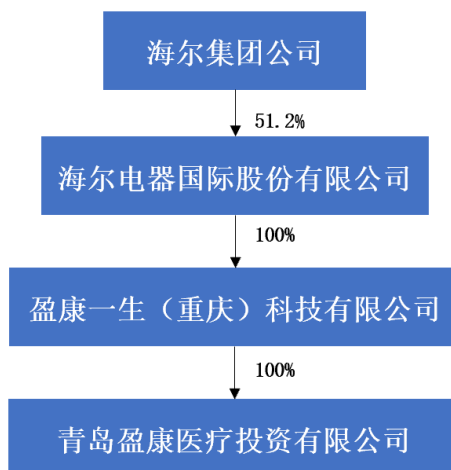 海尔集团公司
51.2%
海尔电器国际股份有限公司
100%
盈康一生（重庆）科技有限公司
100%
青岛盈康医疗投资有限公司